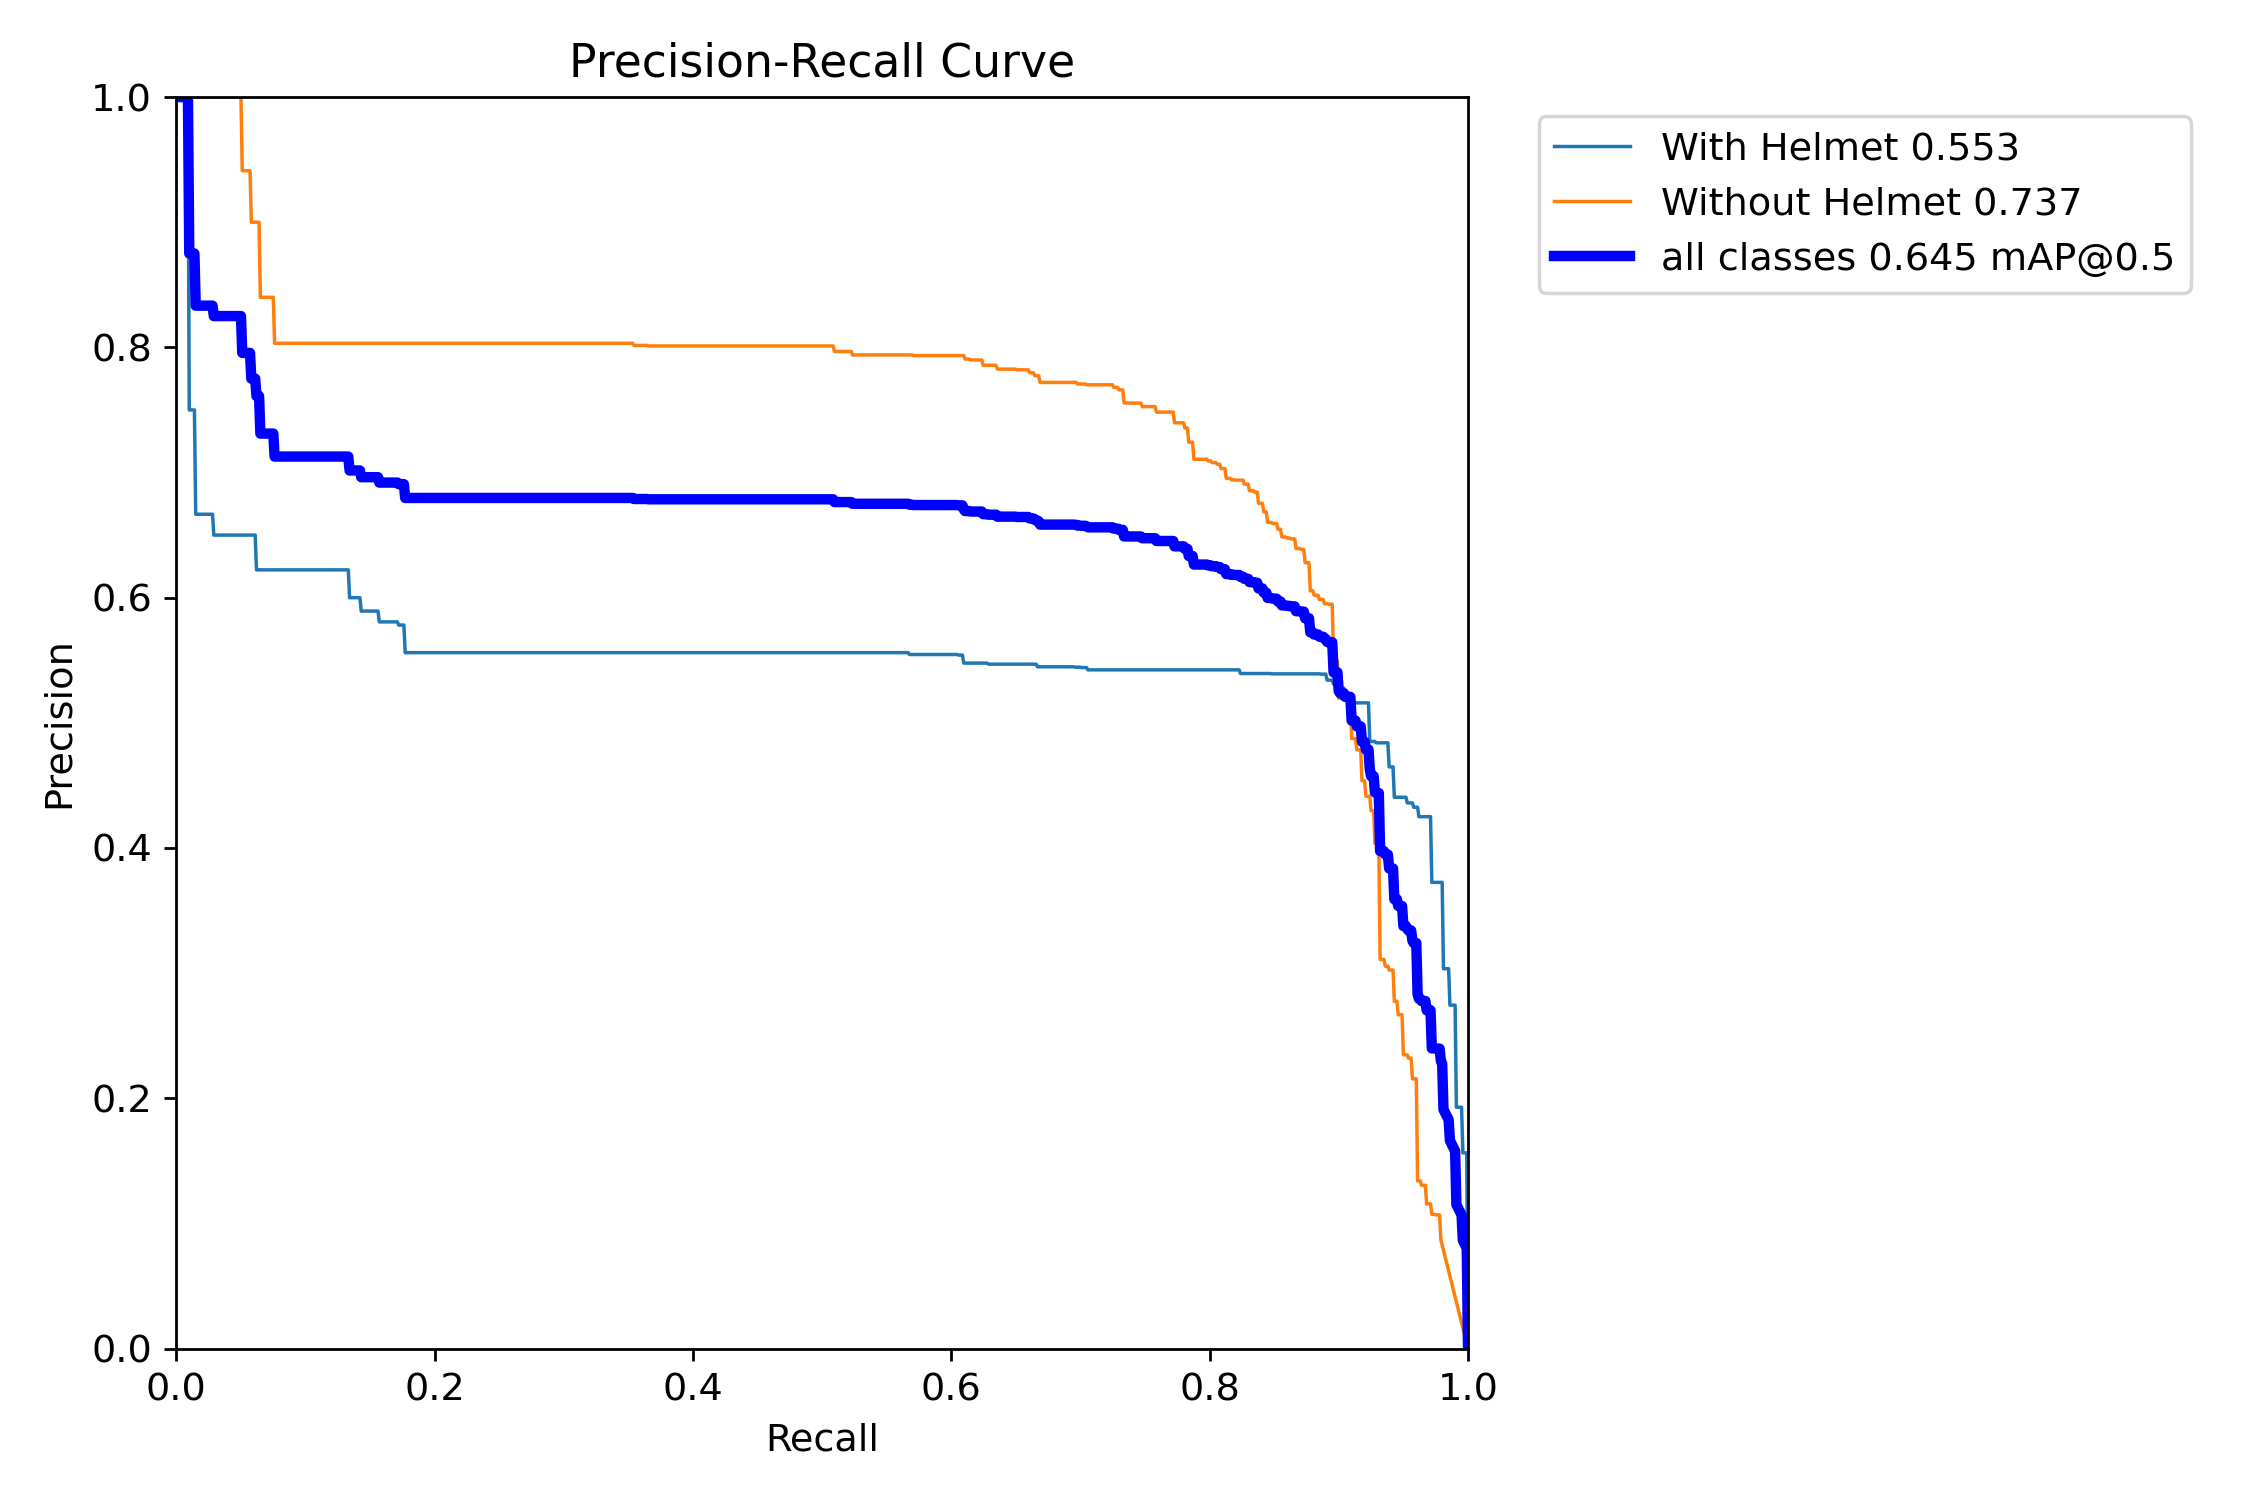 Precision-Recall Curve
1.0
0.8
0.6
0.4
0.2
0.0
Precision
0.0 0.2 0.4 0.6 0.8 1.0
Recall
With Helmet 0.553
Without Helmet 0.737
all classes 0.645 mAP@0.5